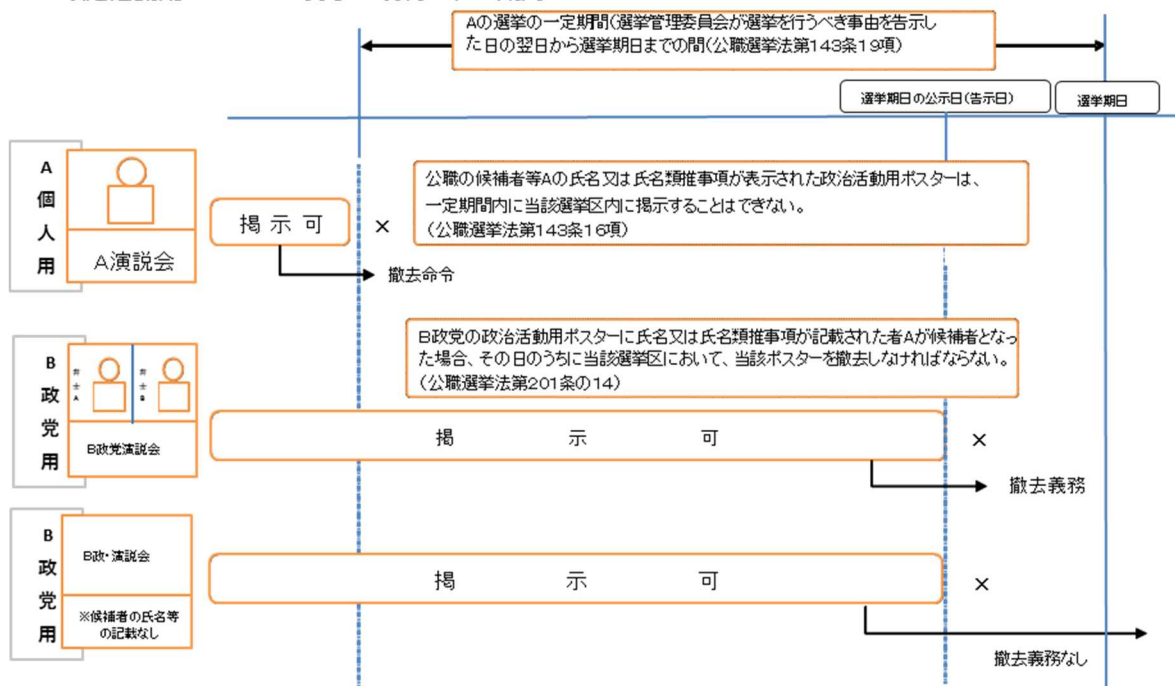 Aの選挙の一定期間(選挙管理委員会が選挙を行うべき事由を告示し
た日の翌日から選挙期日までの間(公職選挙法第143条19項)
選挙期日の公示日(告示日)
選挙期日
A個人用
A演説会
掲示可
×
公職の候補者等Aの氏名又は氏名類推事項が表示された政治活動用ポスターは、
一定期間内に当該選挙区内に掲示することはできない。
(公職選挙法第143条16項)
撤去命令
B政党用
弁士A
弁士B
B政党演説会
B政党の政治活動用ポスターに氏名又は氏名類推事項が記載された者Aが候補者となっ
た場合、その日のうちに当該選挙区において、当該ポスターを撤去しなければならない。
(公職選挙法第201条の14)
掲示可
×
撤去義務
B政党用
B政・演説会
※候補者の氏名等
の記載なし
掲示可
×
撤去義務なし